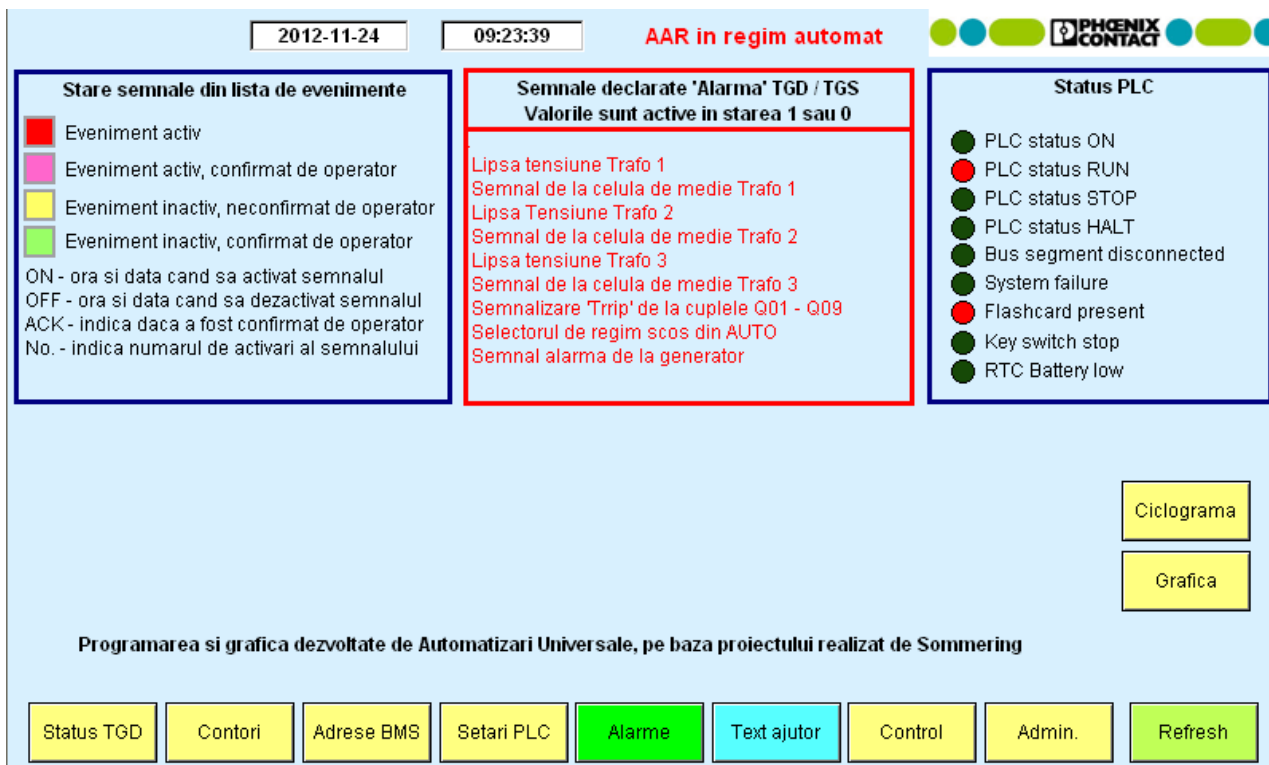 2012-11-24
09:23:39
AAR in regim automat
PHŒNIX
CONTACT
Stare semnale din lista de evenimente
Eveniment activ
Eveniment activ, confirmat de operator
Eveniment inactiv, neconfirmat de operator
Eveniment inactiv, confirmat de operator
ON - ora si data cand sa activat semnalul
OFF - ora si data cand sa dezactivat semnalul
ACK - indica daca a fost confirmat de operator
No. - indica numarul de activari al semnalului
Semnale declarate 'Alarma' TGD / TGS
Valorile sunt active in starea 1 sau 0
.
Lipsa tensiune Trafo 1
Semnal de la celula de medie Trafo 1
Lipsa Tensiune Trafo 2
Semnal de la celula de medie Trafo 2
Lipsa tensiune Trafo 3
Semnal de la celula de medie Trafo 3
Semnalizare 'Trrip' de la cuplele Q01 - Q09
Selectorul de regim scos din AUTO
Semnal alarma de la generator
Status PLC
PLC status ON
PLC status RUN
PLC status STOP
PLC status HALT
Bus segment disconnected
System failure
Flashcard present
Key switch stop
RTC Battery low
Ciclograma
Grafica
Programarea si grafica dezvoltate de Automatizari Universale, pe baza proiectului realizat de Sommering
Status TGD
Contori
Adrese BMS
Setari PLC
Alarme
Text ajutor
Control
Admin.
Refresh